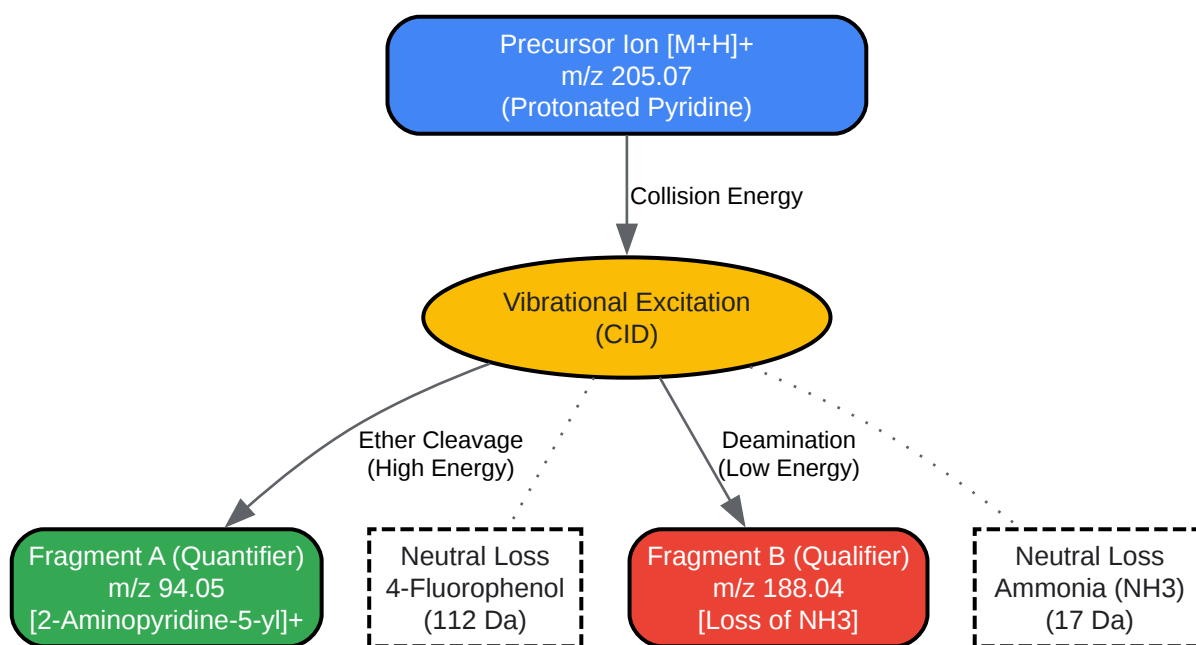 Precursor Ion [M+H]+
m/z 205.07
(Protonated Pyridine)
Collision Energy
Vibrational Excitation
(CID)
Ether Cleavage
(High Energy)
Deamination
(Low Energy)
Fragment A (Quantifier)
m/z 94.05
[2-Aminopyridine-5-yl]+
Neutral Loss
4-Fluorophenol
(112 Da)
Fragment B (Qualifier)
m/z 188.04
[Loss of NH3]
Neutral Loss
Ammonia (NH3)
(17 Da)